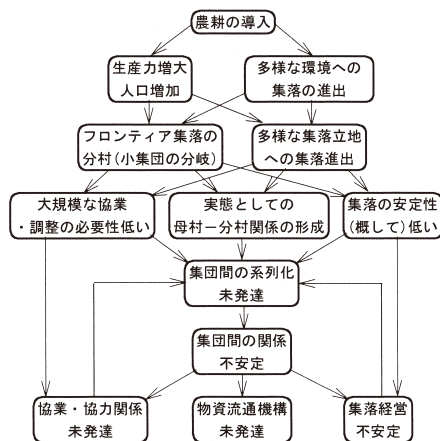 農耕の導入
生産力増大
人口増加
多様な環境への
集落の進出
フロンティア集落の
分村(小集団の分岐)
多様な集落立地
への集落進出
大規模な協業
・調整の必要性低い
実態としての
母村－分村関係の形成
集落の安定性
(概して)低い
集団間の系列化
未発達
集団間の関係
不安定
協業・協力関係
未発達
物資流通機構
未発達
集落経営
不安定